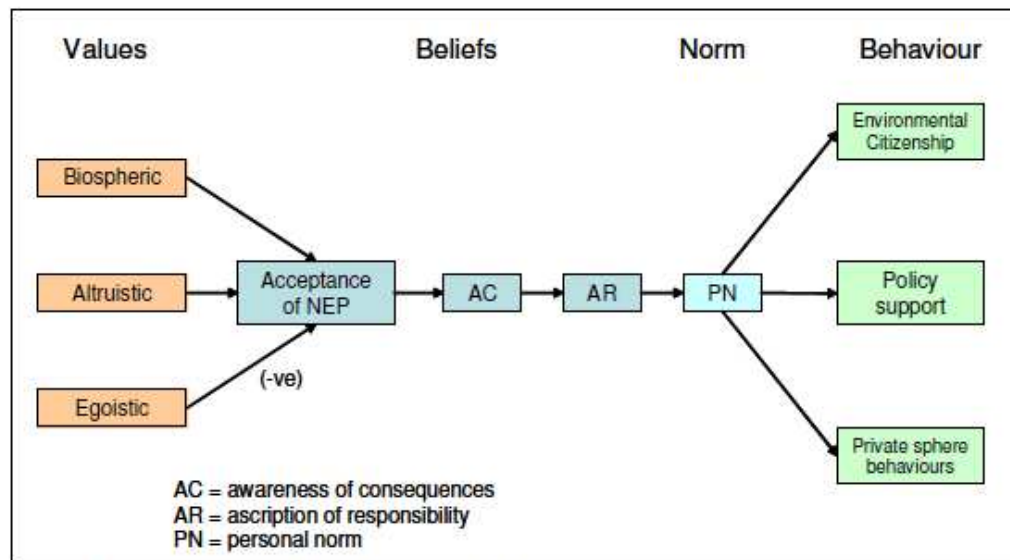 Values Beliefs Norm Behaviour
Environmental
Citizenship
Biospheric
Altruistic
Acceptance
of NEP
AC
AR
PN
Policy
support
(-ve)
Egoistic
Private sphere
behaviours
AC = awareness of consequences
AR = ascription of responsibility
PN = personal norm